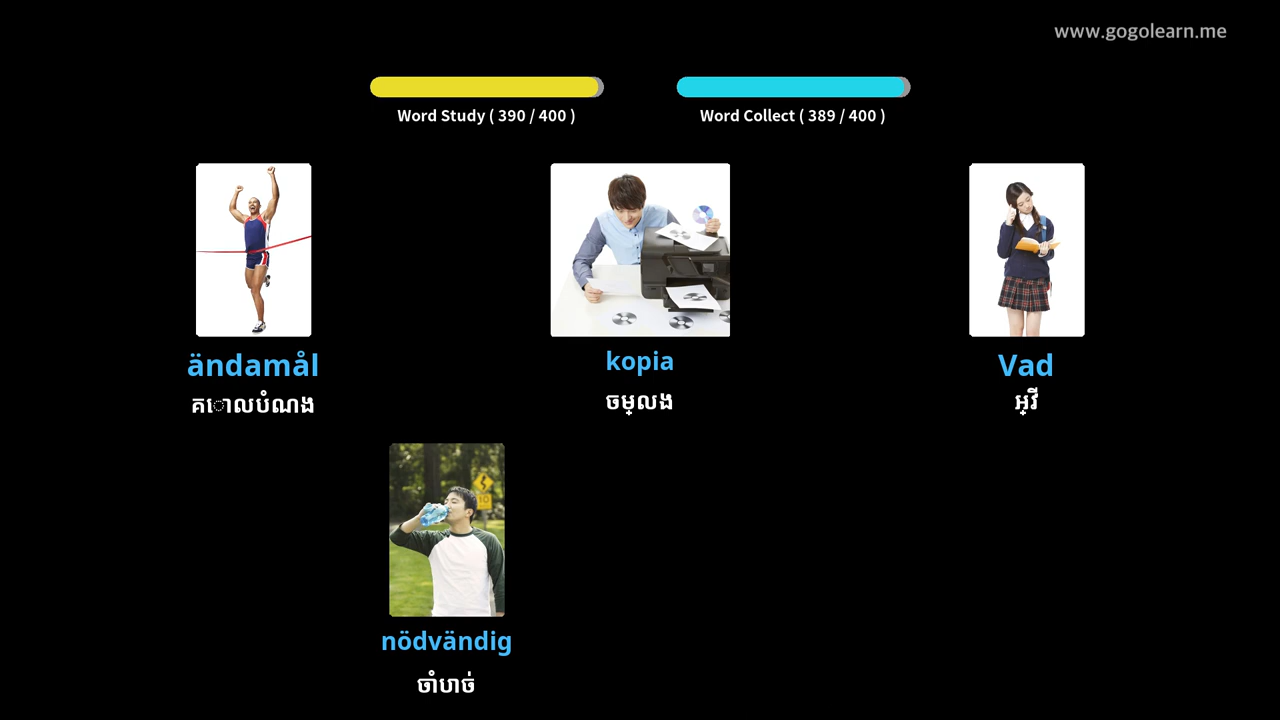 www.gogolearn.me
Word Study ( 390 / 400 )
Word Collect ( 389 / 400 )
ändamål
kopia
Vad
គោលបំណង
ចម្លង
អ្វី
10
nödvändig
ចាំបាច់